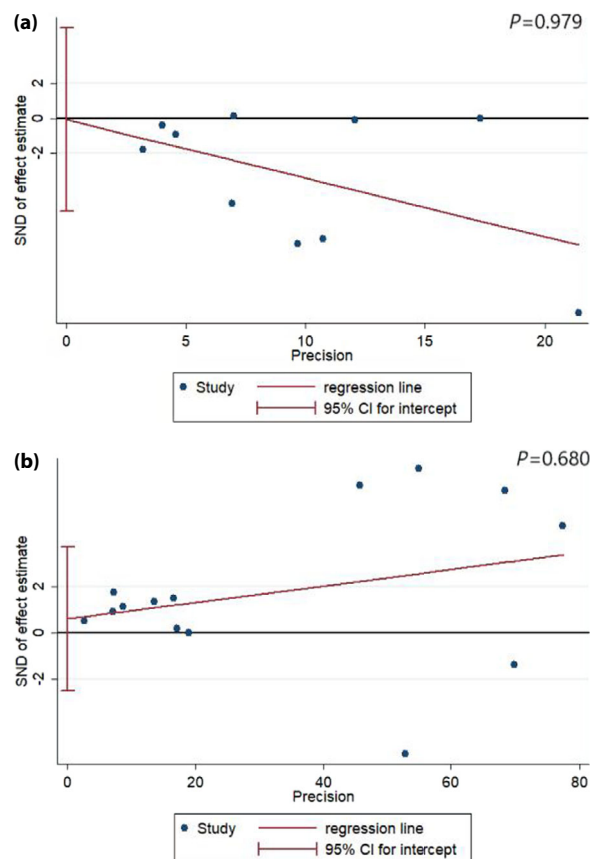 (a)
P=0.979
SND of effect estimate
2
0
-2
0
5
10
15
20
Precision
Study
regression line
95% CI for intercept
(b)
P=0.680
SND of effect estimate
2
0
-2
0
20
40
60
80
Precision
Study
regression line
95% CI for intercept